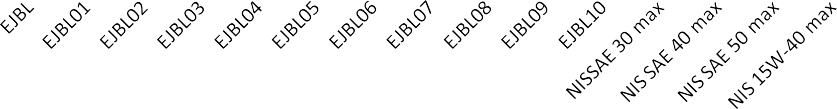 EJBL
EJBL01
EJBL02
EJBL03
EJBL04
EJBL05
EJBL06
EJBL07
EJBL08
EJBL09
EJBL10
NISSAE 30 max
NIS SAE 40 max
NIS SAE 50 max
NIS 15W-40 max